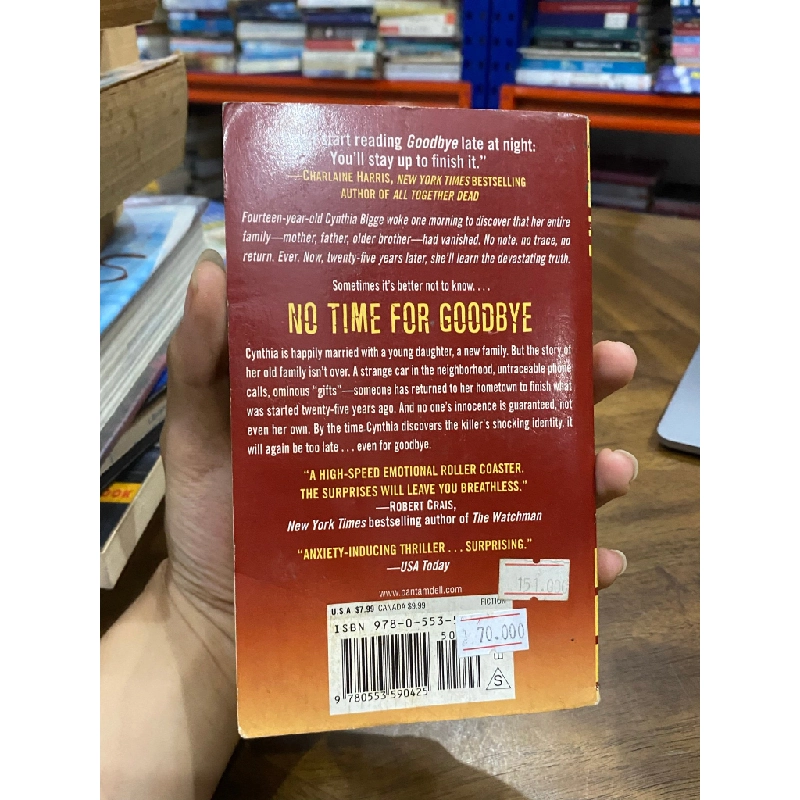 start reading Goodbye late at night:
You'll stay up to finish it."
—CHARLAINE HARRIS, NEW YORK TIMES BESTSELLING
AUTHOR OF ALL TOGETHER DEAD
Fourteen-year-old Cynthia Bigge woke one morning to discover that her entire
family—mother, father, older brother—had vanished. No note, no trace, no
return. Ever. Now, twenty-five years later, she'll learn the devastating truth.
Sometimes it's better not to know. . . .
NO TIME FOR GOODBYE
Cynthia is happily married with a young daughter, a new family. But the story of
her old family isn't over. A strange car in the neighborhood, untraceable phone
calls, ominous "gifts"—someone has returned to her hometown to finish what
was started twenty-five years ago. And no one's innocence is guaranteed, not
even her own. By the time Cynthia discovers the killer's shocking identity, it
will again be too late . . . even for goodbye.
"A HIGH-SPEED EMOTIONAL ROLLER COASTER.
THE SURPRISES WILL LEAVE YOU BREATHLESS."
—ROBERT CRAIS,
New York Times bestselling author of The Watchman
"ANXIETY-INDUCING THRILLER . . . SURPRISING."
—USA Today
151.000
www.bantamdell.com
U.S.A $7.99 CANADA $9.99 FICTION
ISBN 978-0-553-
50
70.000
9 780553 590425
E
S
OOK